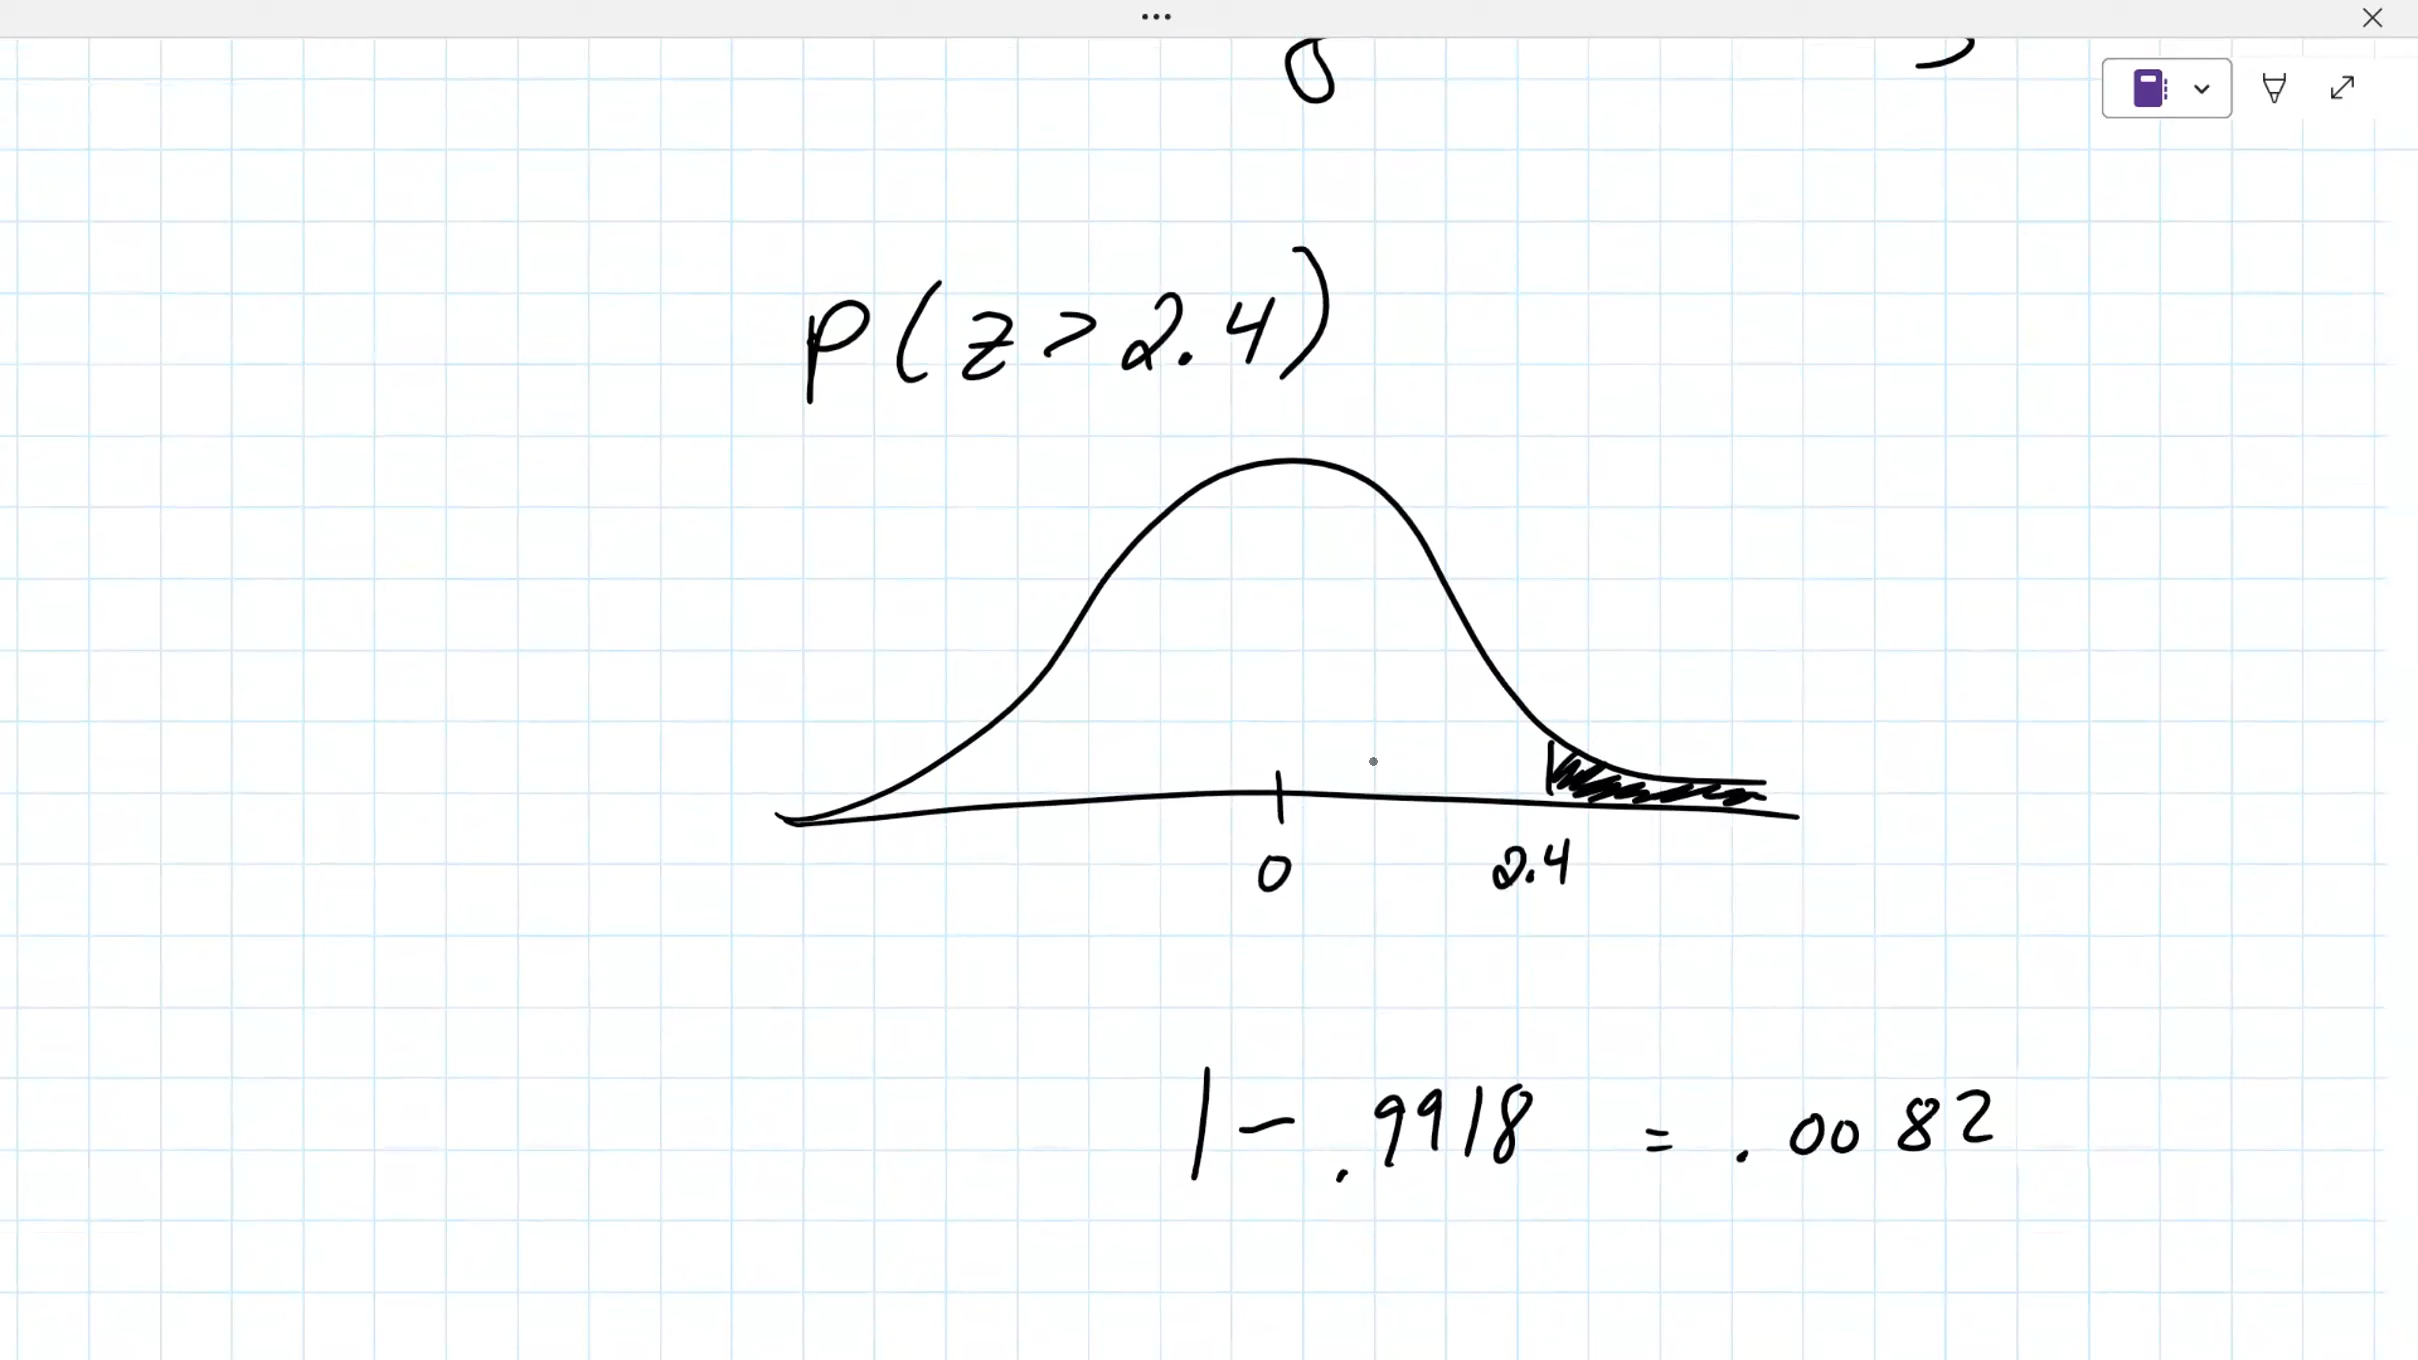 P(z>2.4)
0 2.4
1 - .9918 = .0082